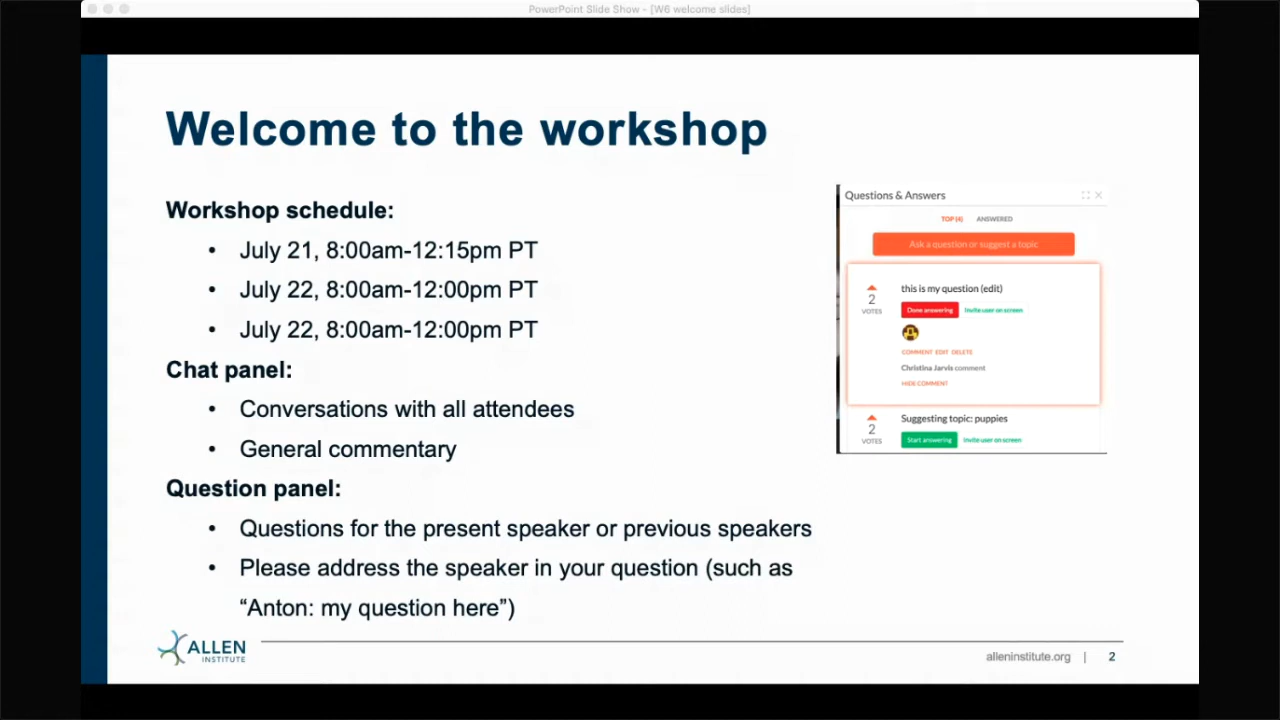 PowerPoint Slide Show - [W6 welcome slides]
Welcome to the workshop
Workshop schedule:
• July 21, 8:00am-12:15pm PT
• July 22, 8:00am-12:00pm PT
• July 22, 8:00am-12:00pm PT
Chat panel:
• Conversations with all attendees
• General commentary
Question panel:
• Questions for the present speaker or previous speakers
• Please address the speaker in your question (such as
“Anton: my question here”)
Questions & Answers
TOP (4) ANSWERED
Ask a question or suggest a topic
this is my question (edit)
2
VOTES
Done answering Invite user on screen
COMMENT EDIT DELETE
Christina Jarvis comment
HIDE COMMENT
Suggesting topic: puppies
2
VOTES
Start answering Invite user on screen
ALLEN
INSTITUTE
alleninstitute.org | 2